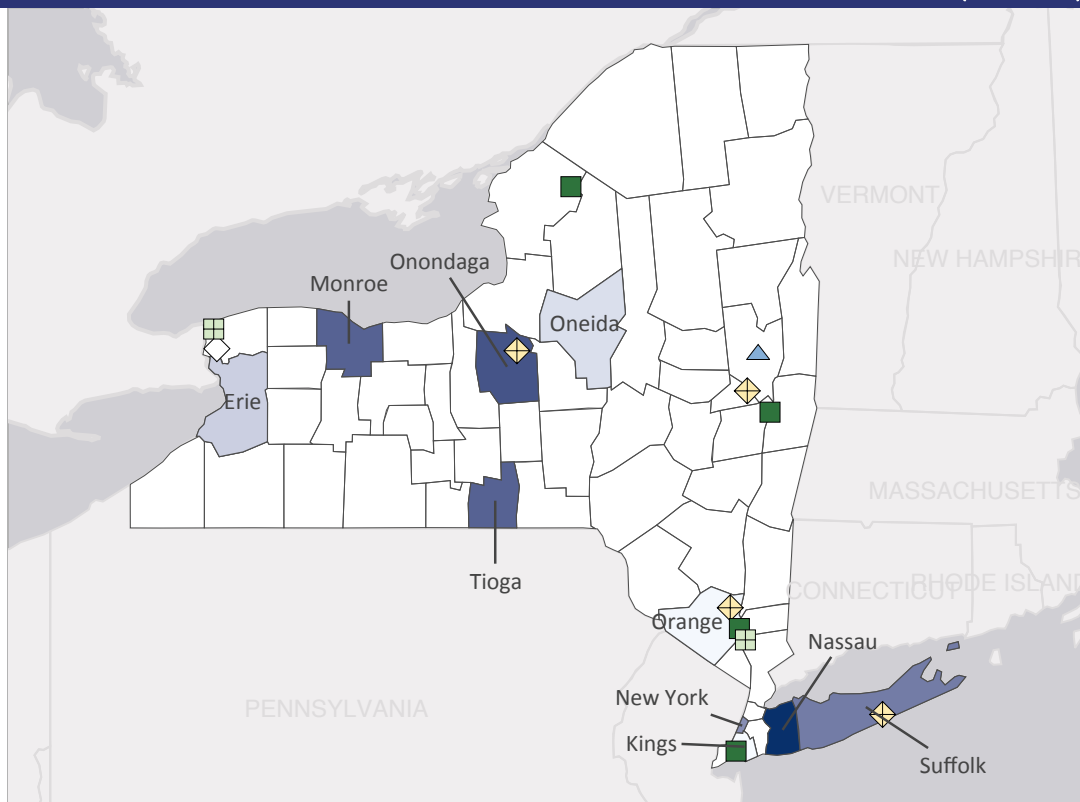 VERMONT
NEW HAMPSHIR
Onondaga
Monroe
Oneida
Erie
MASSACHUSETTS
Tioga
CONNECTICUT
RHODE ISLAND
Orange
Nassau
New York
PENNSYLVANIA
Kings
Suffolk